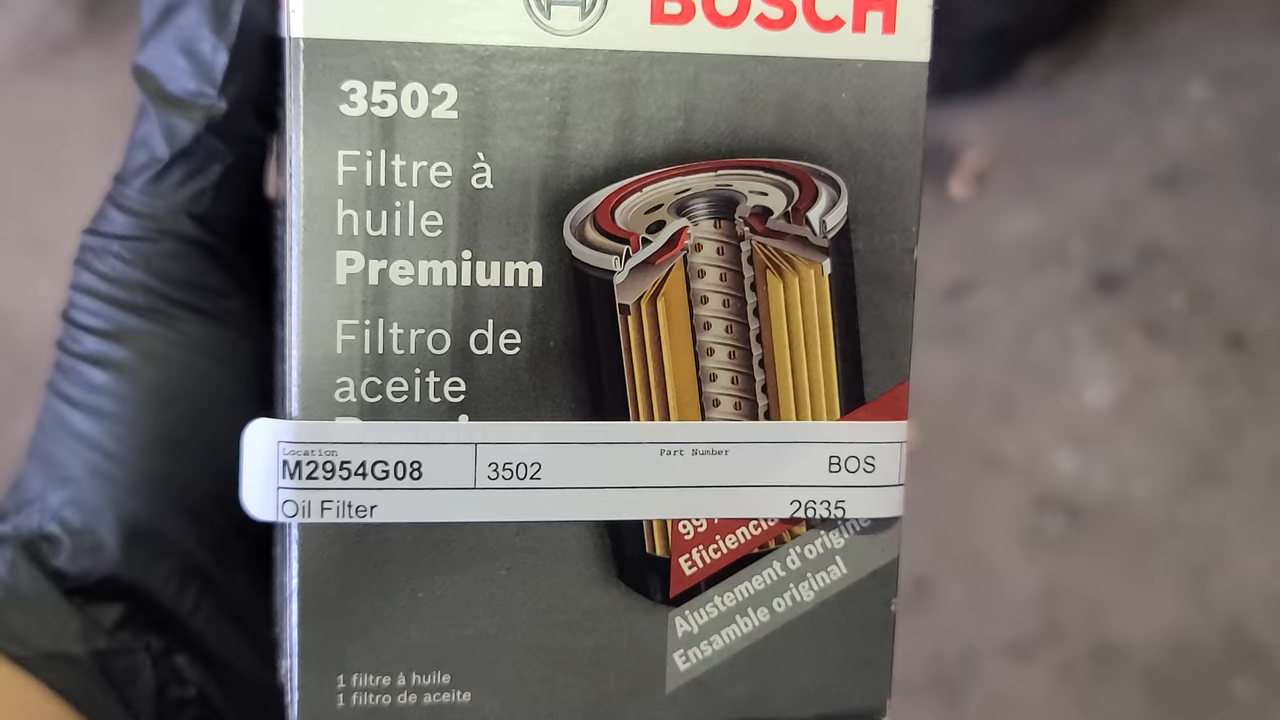 BOSCH
3502
Filtre à
huile
Premium
Filtro de
aceite
Location
M2954G08
3502
Part Number
BOS
Oil Filter
2635
Eficiencia
Ajustement d'origine
Ensamble original
1 filtre à huile
1 filtro de aceite